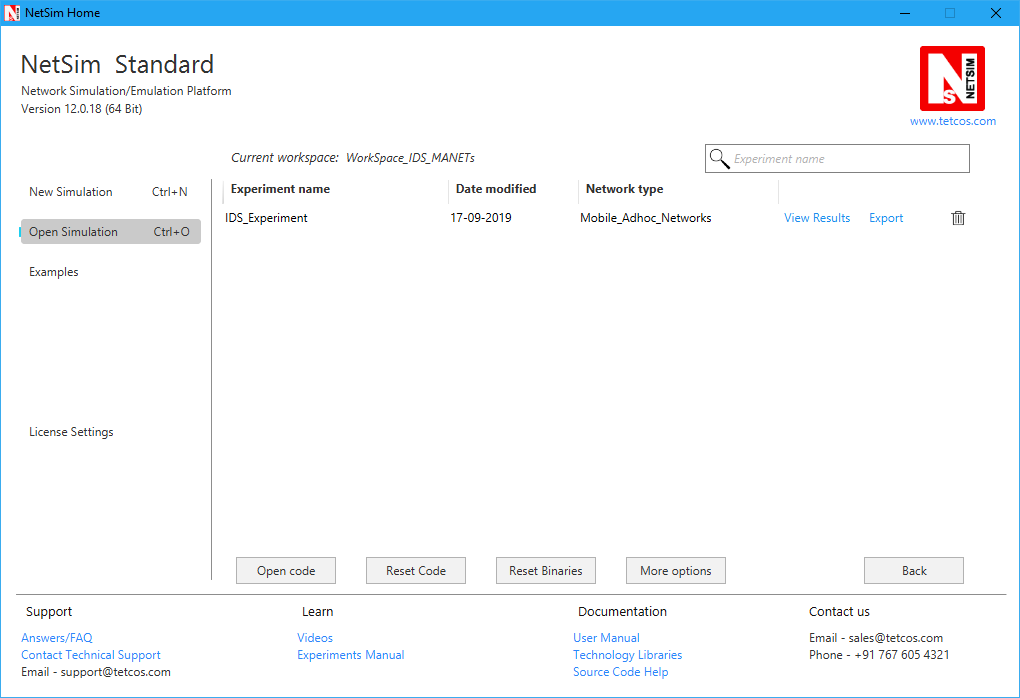 NetSim Home
NetSim Standard
Network Simulation/Emulation Platform
Version 12.0.18 (64 Bit)
NS NETSIM
www.tetcos.com
Current workspace: WorkSpace_IDS_MANETs
Experiment name
New Simulation Ctrl+N
Open Simulation Ctrl+O
Examples
License Settings
Experiment name Date modified Network type
IDS_Experiment 17-09-2019 Mobile_Adhoc_Networks View Results Export
Open code Reset Code Reset Binaries More options Back
Support
Answers/FAQ
Contact Technical Support
Email - support@tetcos.com
Learn
Videos
Experiments Manual
Documentation
User Manual
Technology Libraries
Source Code Help
Contact us
Email - sales@tetcos.com
Phone - +91 767 605 4321